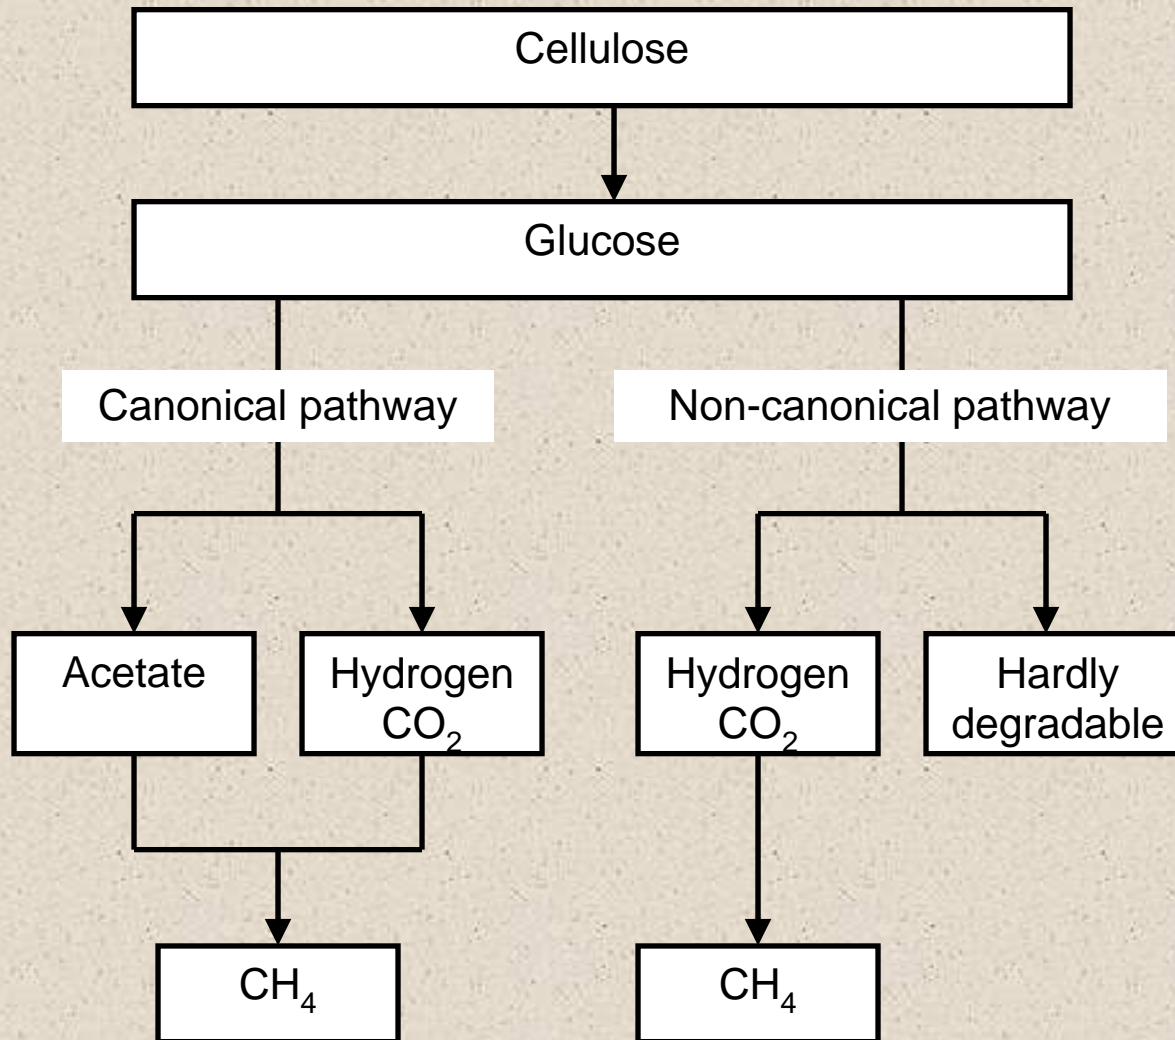 Cellulose
Glucose
Canonical pathway
Non-canonical pathway
Acetate
Hydrogen
CO₂
Hydrogen
CO₂
Hardly
degradable
CH₄
CH₄